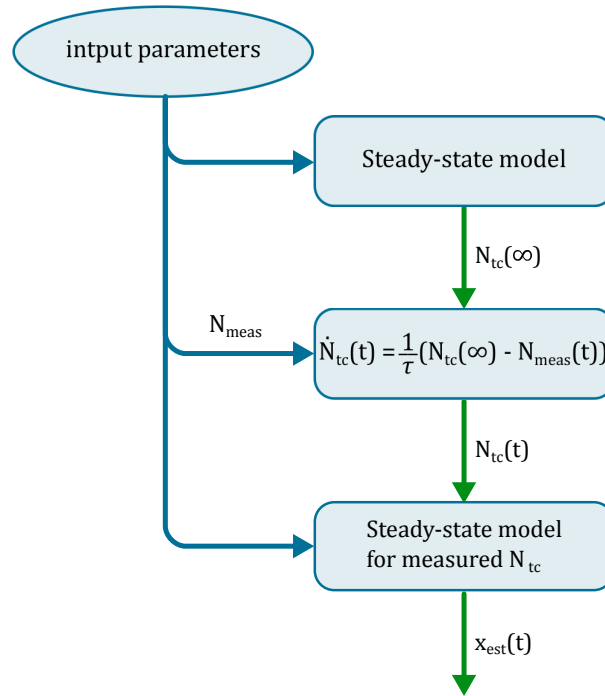 intput parameters
Steady-state model
N_tc(∞)
N_meas
Ṅ_tc(t) = 1/τ (N_tc(∞) - N_meas(t))
N_tc(t)
Steady-state model
for measured N_tc
x_est(t)